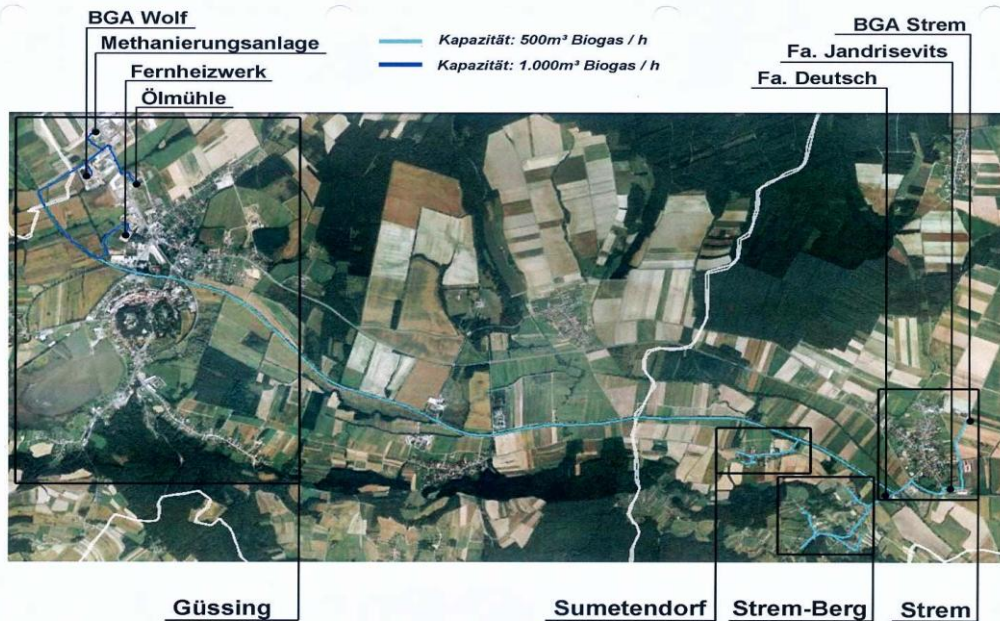 BGA Wolf
Methanierungsanlage
Fernheizwerk
Ölmühle
Kapazität: 500m³ Biogas / h
Kapazität: 1.000m³ Biogas / h
BGA Strem
Fa. Jandrisevits
Fa. Deutsch
Güssing
Sumetendorf
Strem-Berg
Strem